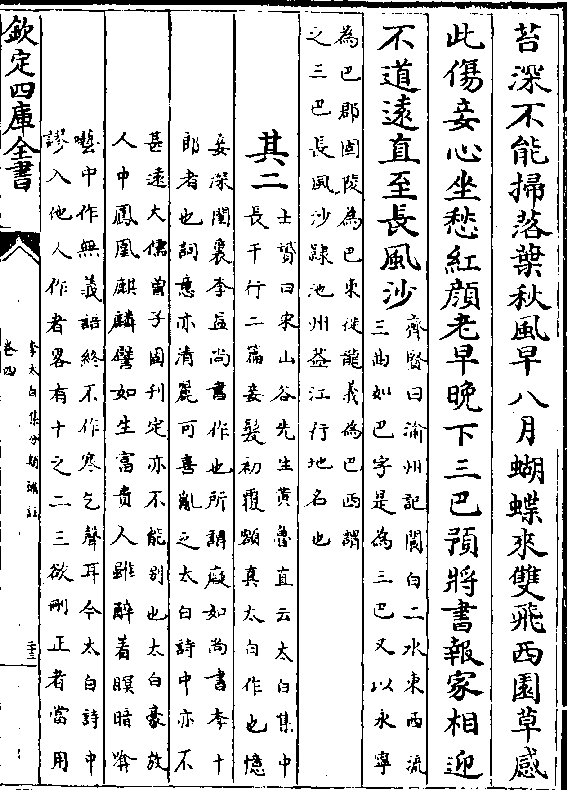 苔深不能掃落葉秋風早八月蝴蝶來雙飛西園草感
此傷妾心坐愁紅顔老早晚下三巴預將書報家相迎
不道遠直至長風沙
齊賢曰渝州記閬白二水東西流
三曲如巴字是為三巴又以永寧
為巴郡固陵為巴東從龍義為巴西謂
之三巴長風沙隷池州葢江行地名也
其二
士贇曰宋山谷先生黄魯直云太白集中
長干行二篇妾髮初覆額真太白作也憶
妾深閨裏李益尚書作也所謂癡如尚書李十
郎者也詞意亦清麗可喜亂之太白詩中亦不
甚遠大儒曾子固刊定亦不能别也太白豪放
人中鳳凰麒麟譬如生富貴人雖醉着瞑暗㗲
囈中作無義語終不作寒乞聲耳今太白詩中
謬入他人作者畧有十之二三欲刪正者當用
欽定四庫全書
李太白集分類補註
卷四
二十三